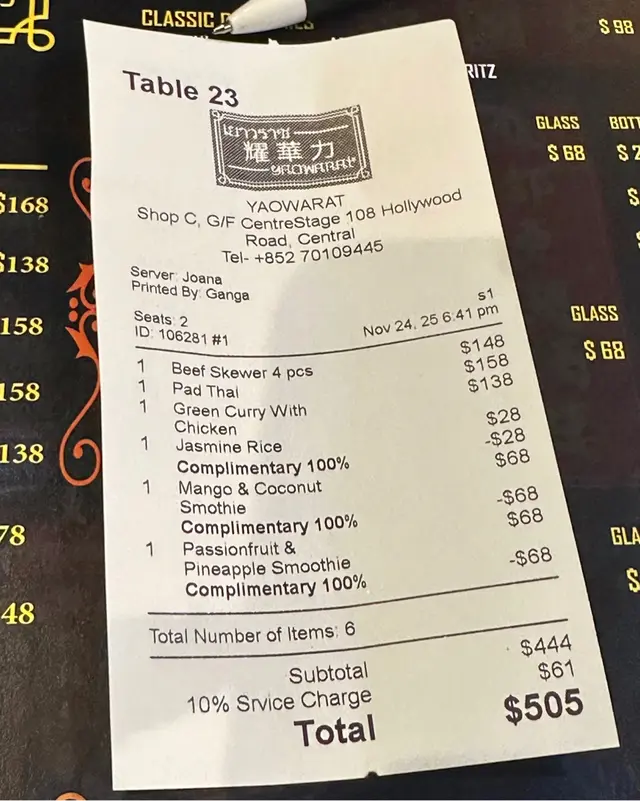 CLASSIC
$ 98
RITZ
GLASS
$ 68
$168
$138
158
158
138
78
48
GLASS
$ 68
Table 23
เยาวราช
耀華力
YAOWARAT
YAOWARAT
Shop C, G/F CentreStage 108 Hollywood
Road, Central
Tel- +852 70109445
Server: Joana
Printed By: Ganga
s1
Seats: 2
ID: 106281 #1 Nov 24, 25 6:41 pm
1 Beef Skewer 4 pcs $148
1 Pad Thai $158
1 Green Curry With $138
Chicken
1 Jasmine Rice $28
Complimentary 100% -$28
1 Mango & Coconut $68
Smothie
Complimentary 100% -$68
1 Passionfruit & $68
Pineapple Smoothie
Complimentary 100% -$68
Total Number of Items: 6
Subtotal $444
10% Srvice Charge $61
Total $505